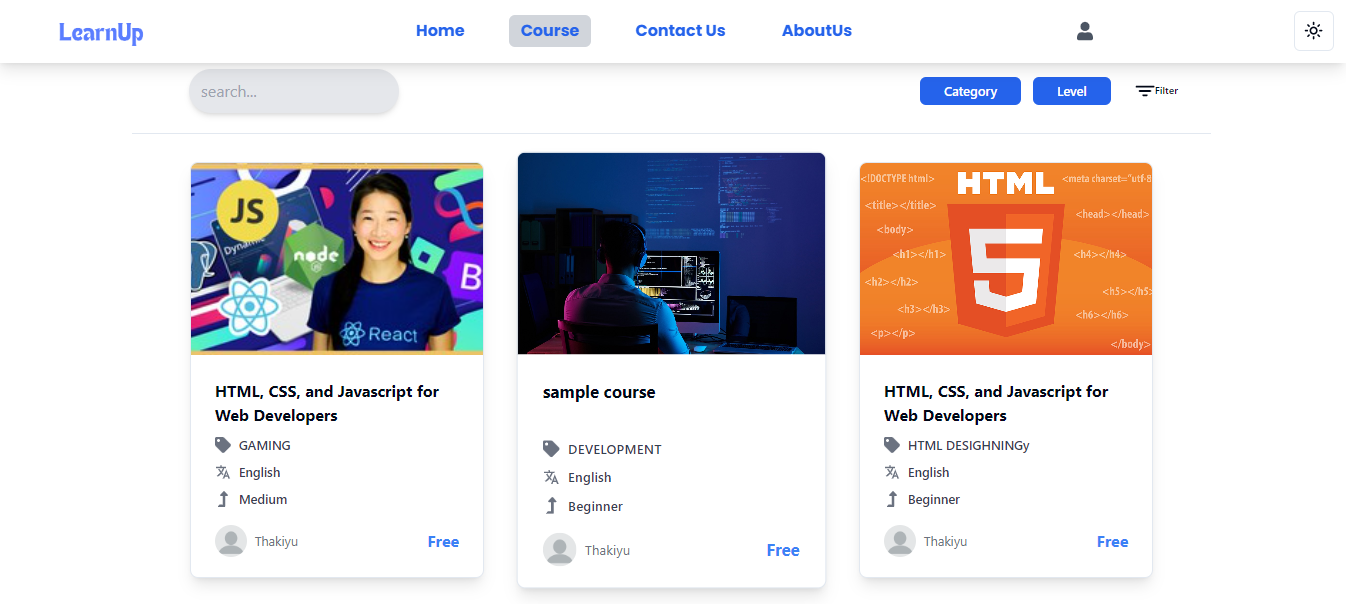 LearnUp
Home
Course
Contact Us
AboutUs
search...
Category
Level
Filter
JS
Dynamic
node
B
React
HTML
<!DOCTYPE html>
<meta charset="utf-8
<title></title>
<head></head>
<body>
<h1></h1>
<h4></h4>
<h2></h2>
<h5></h5>
<h3></h3>
<h6></h6>
<p></p>
</body>
5
HTML, CSS, and Javascript for
Web Developers
GAMING
English
Medium
Thakiyu
Free
sample course
DEVELOPMENT
English
Beginner
Thakiyu
Free
HTML, CSS, and Javascript for
Web Developers
HTML DESIGHNINGy
English
Beginner
Thakiyu
Free